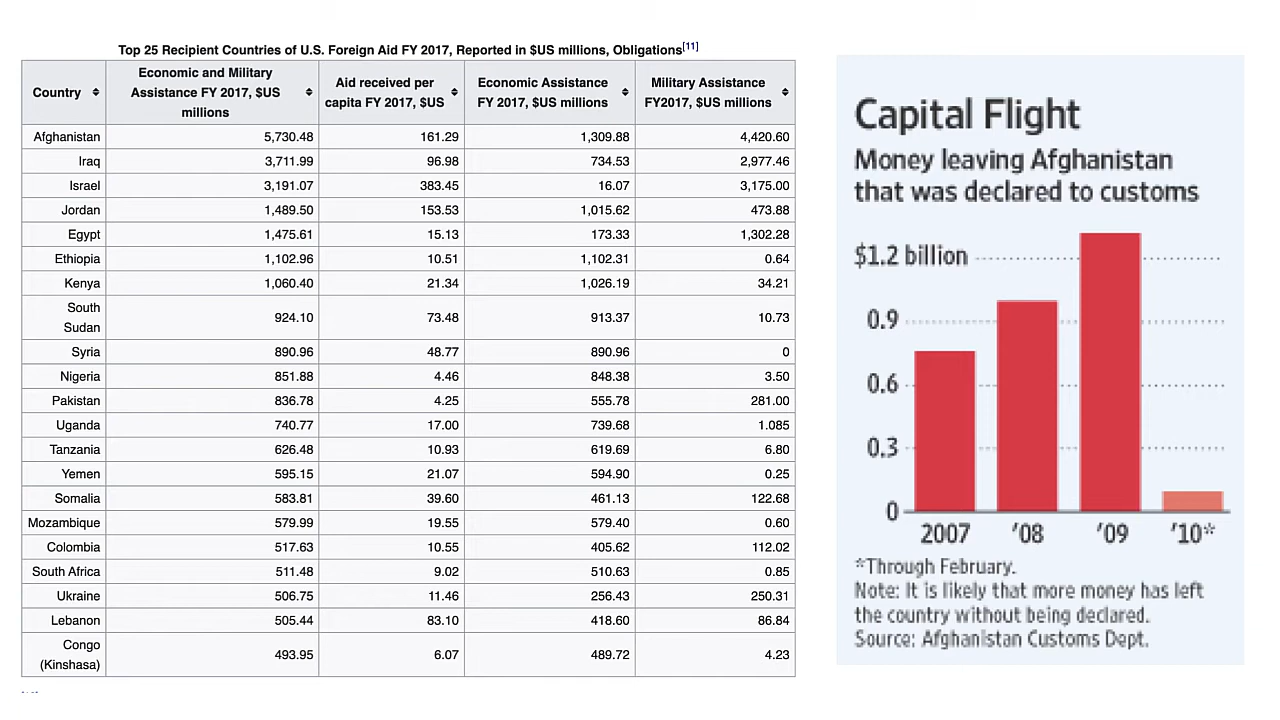 Top 25 Recipient Countries of U.S. Foreign Aid FY 2017, Reported in $US millions, Obligations[11]
Country Economic and Military Assistance FY 2017, $US millions Aid received per capita FY 2017, $US Economic Assistance FY 2017, $US millions Military Assistance FY2017, $US millions
Afghanistan 5,730.48 161.29 1,309.88 4,420.60
Iraq 3,711.99 96.98 734.53 2,977.46
Israel 3,191.07 383.45 16.07 3,175.00
Jordan 1,489.50 153.53 1,015.62 473.88
Egypt 1,475.61 15.13 173.33 1,302.28
Ethiopia 1,102.96 10.51 1,102.31 0.64
Kenya 1,060.40 21.34 1,026.19 34.21
South Sudan 924.10 73.48 913.37 10.73
Syria 890.96 48.77 890.96 0
Nigeria 851.88 4.46 848.38 3.50
Pakistan 836.78 4.25 555.78 281.00
Uganda 740.77 17.00 739.68 1.085
Tanzania 626.48 10.93 619.69 6.80
Yemen 595.15 21.07 594.90 0.25
Somalia 583.81 39.60 461.13 122.68
Mozambique 579.99 19.55 579.40 0.60
Colombia 517.63 10.55 405.62 112.02
South Africa 511.48 9.02 510.63 0.85
Ukraine 506.75 11.46 256.43 250.31
Lebanon 505.44 83.10 418.60 86.84
Congo (Kinshasa) 493.95 6.07 489.72 4.23
Capital Flight
Money leaving Afghanistan
that was declared to customs
$1.2 billion
0.9
0.6
0.3
0
2007 '08 '09 '10*
*Through February.
Note: It is likely that more money has left
the country without being declared.
Source: Afghanistan Customs Dept.